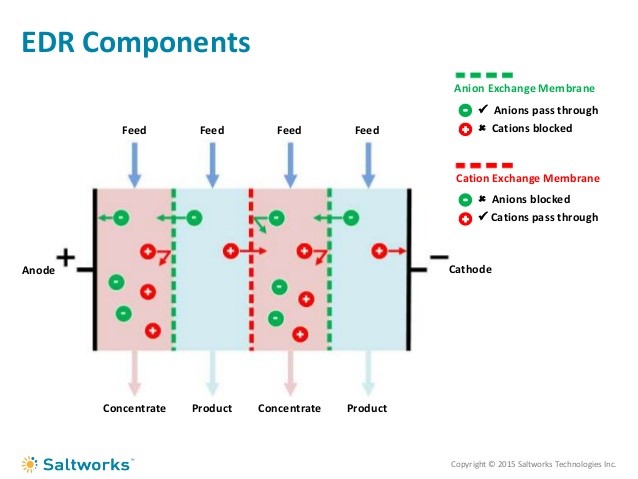 EDR Components
Anion Exchange Membrane
- ✓ Anions pass through
+ ✖ Cations blocked
Feed Feed Feed Feed
Cation Exchange Membrane
- ✖ Anions blocked
+ ✓ Cations pass through
- - - -
+ + + +
Anode + − Cathode
- + - +
- +
+ +
Concentrate Product Concentrate Product
Saltworks™
Copyright © 2015 Saltworks Technologies Inc.